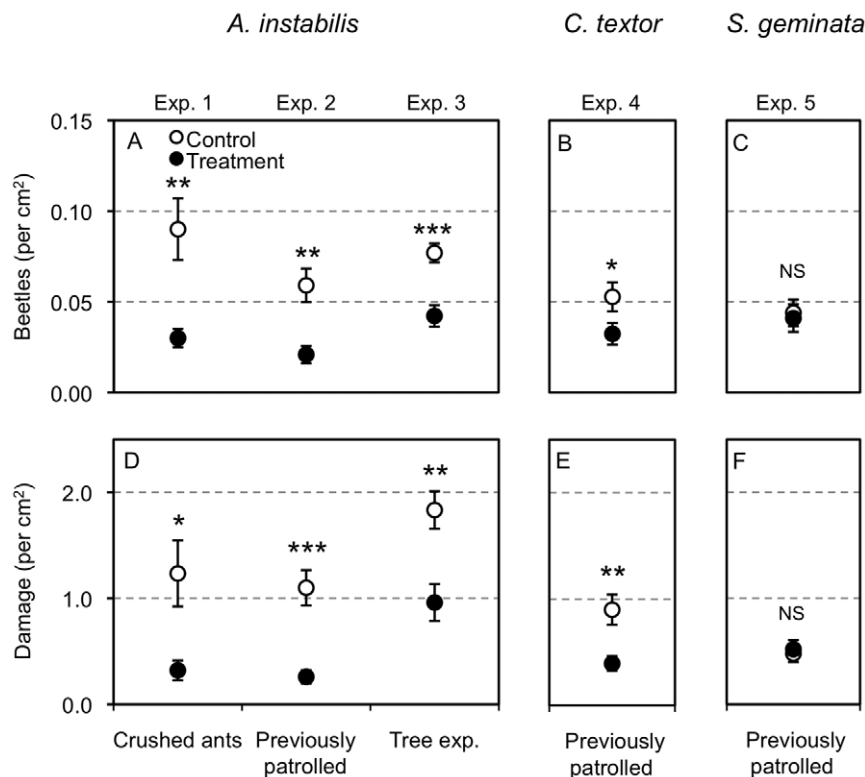 A. instabilis C. textor S. geminata
Exp. 1 Exp. 2 Exp. 3 Exp. 4 Exp. 5
0.15
A
Control
Treatment
B
C
**
0.10
**
***
*
NS
0.05
0.00
Beetles (per cm²)
D
E
F
2.0
**
*
***
**
1.0
NS
0.0
Damage (per cm²)
Crushed ants Previously patrolled Tree exp. Previously patrolled Previously patrolled